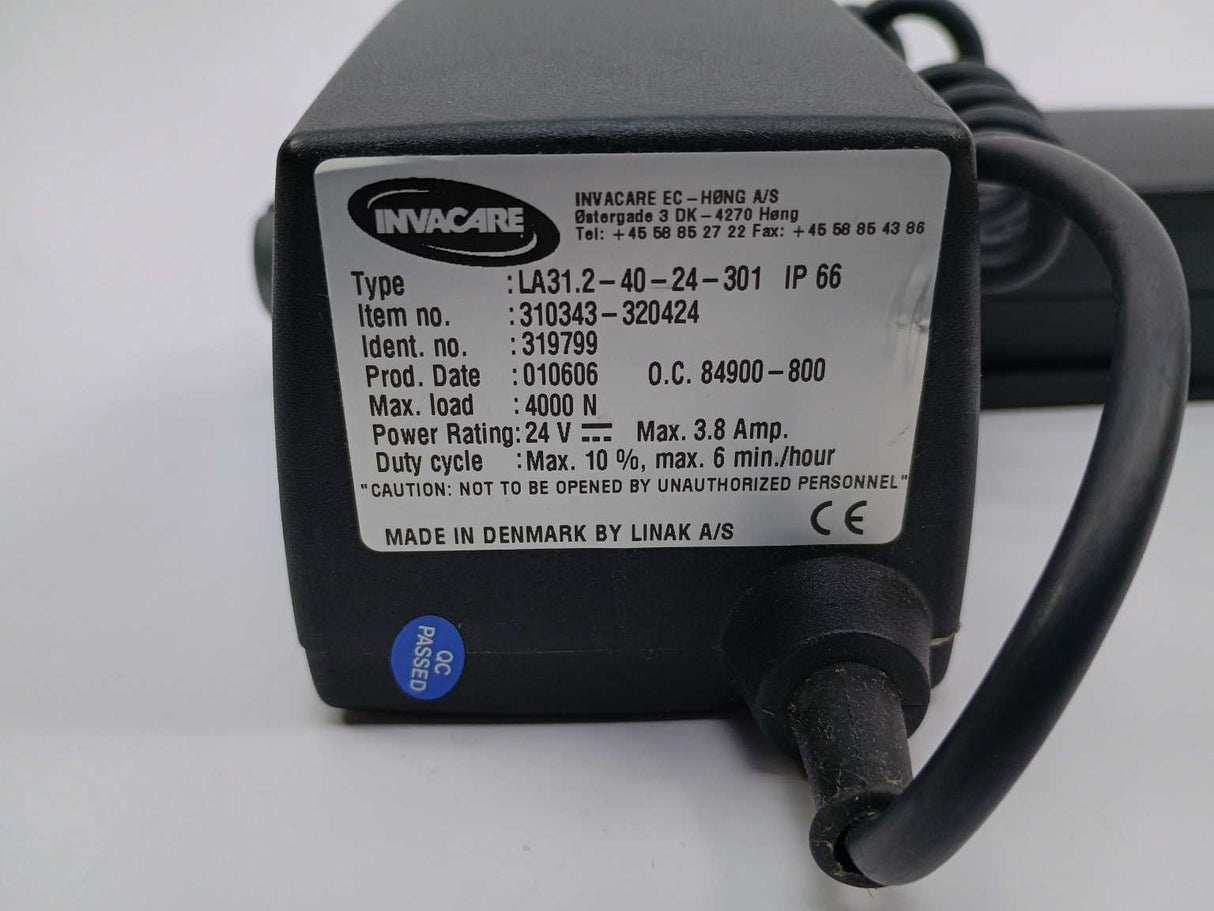 INVACARE
INVACARE EC-HØNG A/S
Østergade 3 DK-4270 Høng
Tel: +45 58 85 27 22 Fax: +45 58 85 43 86
Type : LA31.2-40-24-301 IP 66
Item no. : 310343-320424
Ident. no. : 319799
Prod. Date : 010606 O.C. 84900-800
Max. load : 4000 N
Power Rating: 24 V ⎓ Max. 3.8 Amp.
Duty cycle : Max. 10 %, max. 6 min./hour
"CAUTION: NOT TO BE OPENED BY UNAUTHORIZED PERSONNEL"
MADE IN DENMARK BY LINAK A/S CE
QC
PASSED